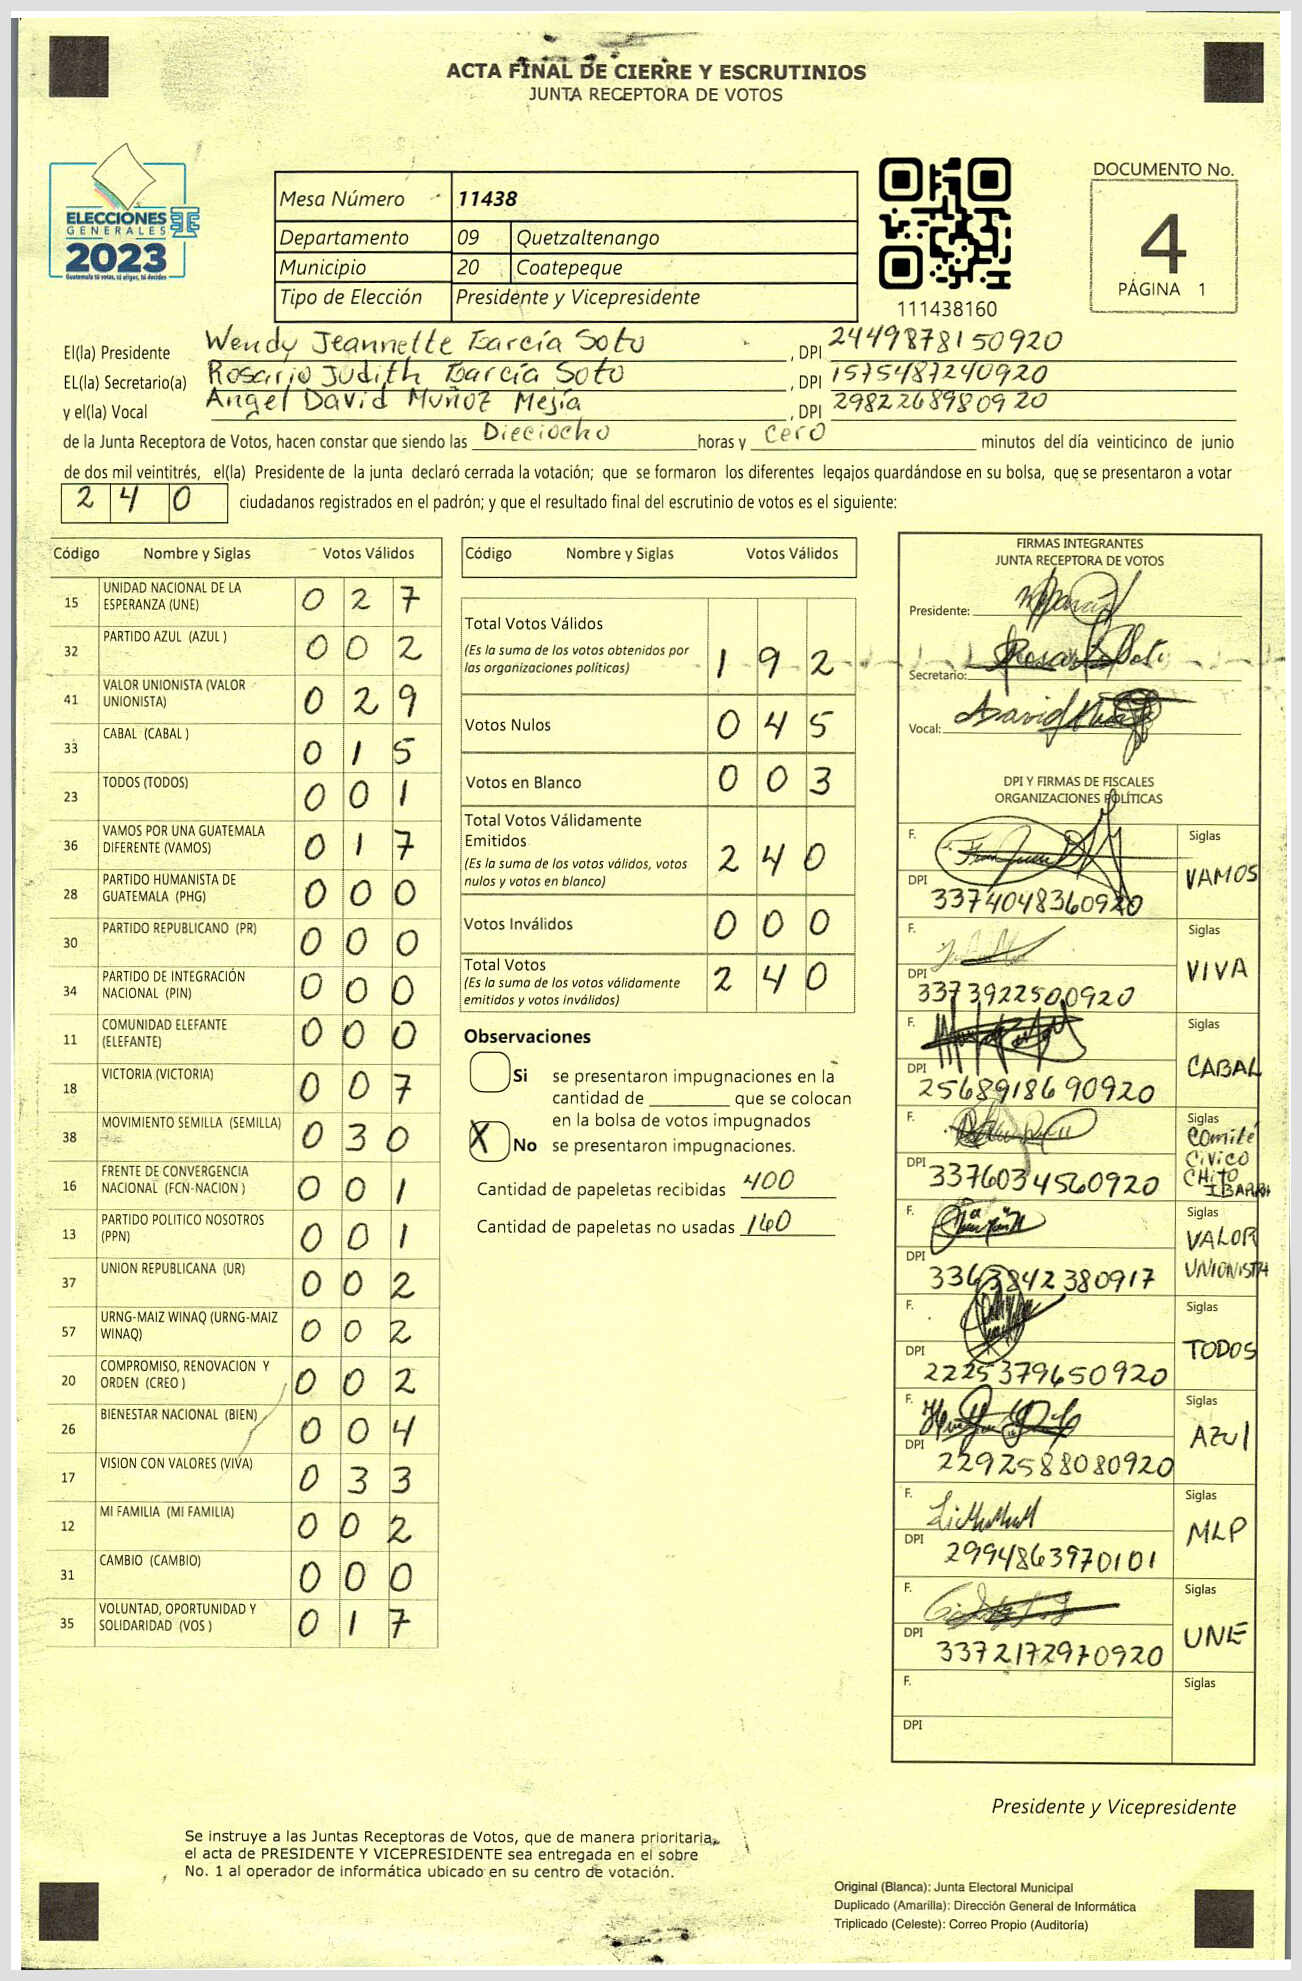 ACTA FINAL DE CIERRE Y ESCRUTINIOS
JUNTA RECEPTORA DE VOTOS
ELECCIONES
GENERALES
2023
Guatemala tú votas, tú eliges, tú decides
Mesa Número 11438
Departamento 09 Quetzaltenango
Municipio 20 Coatepeque
Tipo de Elección Presidente y Vicepresidente
111438160
DOCUMENTO No.
4
PÁGINA 1
El(la) Presidente Wendy Jeannette García Soto, DPI 2449878150920
EL(la) Secretario(a) Rosario Judith García Soto, DPI 1575487240920
y el(la) Vocal Angel David Muñoz Mejía, DPI 2982268980920
de la Junta Receptora de Votos, hacen constar que siendo las Dieciocho horas y cero minutos del día veinticinco de junio
de dos mil veintitrés, el(la) Presidente de la junta declaró cerrada la votación; que se formaron los diferentes legajos guardándose en su bolsa, que se presentaron a votar
240 ciudadanos registrados en el padrón; y que el resultado final del escrutinio de votos es el siguiente:
Código Nombre y Siglas Votos Válidos
15 UNIDAD NACIONAL DE LA ESPERANZA (UNE) 0 2 7
32 PARTIDO AZUL (AZUL ) 0 0 2
41 VALOR UNIONISTA (VALOR UNIONISTA) 0 2 9
33 CABAL (CABAL ) 0 1 5
23 TODOS (TODOS) 0 0 1
36 VAMOS POR UNA GUATEMALA DIFERENTE (VAMOS) 0 1 7
28 PARTIDO HUMANISTA DE GUATEMALA (PHG) 0 0 0
30 PARTIDO REPUBLICANO (PR) 0 0 0
34 PARTIDO DE INTEGRACIÓN NACIONAL (PIN) 0 0 0
11 COMUNIDAD ELEFANTE (ELEFANTE) 0 0 0
18 VICTORIA (VICTORIA) 0 0 7
38 MOVIMIENTO SEMILLA (SEMILLA) 0 3 0
16 FRENTE DE CONVERGENCIA NACIONAL (FCN-NACION ) 0 0 1
13 PARTIDO POLITICO NOSOTROS (PPN) 0 0 1
37 UNION REPUBLICANA (UR) 0 0 2
57 URNG-MAIZ WINAQ (URNG-MAIZ WINAQ) 0 0 2
20 COMPROMISO, RENOVACION Y ORDEN (CREO ) 0 0 2
26 BIENESTAR NACIONAL (BIEN) 0 0 4
17 VISION CON VALORES (VIVA) 0 3 3
12 MI FAMILIA (MI FAMILIA) 0 0 2
31 CAMBIO (CAMBIO) 0 0 0
35 VOLUNTAD, OPORTUNIDAD Y SOLIDARIDAD (VOS ) 0 1 7
Código Nombre y Siglas Votos Válidos
Total Votos Válidos
(Es la suma de los votos obtenidos por
las organizaciones políticas) 1 9 2
Votos Nulos 0 4 5
Votos en Blanco 0 0 3
Total Votos Válidamente
Emitidos
(Es la suma de los votos válidos, votos
nulos y votos en blanco) 2 4 0
Votos Inválidos 0 0 0
Total Votos
(Es la suma de los votos válidamente
emitidos y votos inválidos) 2 4 0
Observaciones
Si se presentaron impugnaciones en la
cantidad de ________ que se colocan
en la bolsa de votos impugnados
X No se presentaron impugnaciones.
Cantidad de papeletas recibidas 400
Cantidad de papeletas no usadas 160
FIRMAS INTEGRANTES
JUNTA RECEPTORA DE VOTOS
Presidente:
Secretario:
Vocal:
DPI Y FIRMAS DE FISCALES
ORGANIZACIONES POLÍTICAS
F. Siglas VAMOS
DPI 3374048360920
F. Siglas VIVA
DPI 3373922500920
F. Siglas CABAL
DPI 2568918690920
F. Siglas Comité Civico CHITO IBARRA
DPI 3376034560920
F. Siglas VALOR UNIONISTA
DPI 3363842380917
F. Siglas TODOS
DPI 2225379650920
F. Siglas AZUl
DPI 2292588080920
F. Siglas MLP
DPI 2994863970101
F. Siglas UNE
DPI 3372172970920
F. Siglas
DPI
Presidente y Vicepresidente
Se instruye a las Juntas Receptoras de Votos, que de manera prioritaria,
el acta de PRESIDENTE Y VICEPRESIDENTE sea entregada en el sobre
No. 1 al operador de informática ubicado en su centro de votación.
Original (Blanca): Junta Electoral Municipal
Duplicado (Amarilla): Dirección General de Informática
Triplicado (Celeste): Correo Propio (Auditoría)